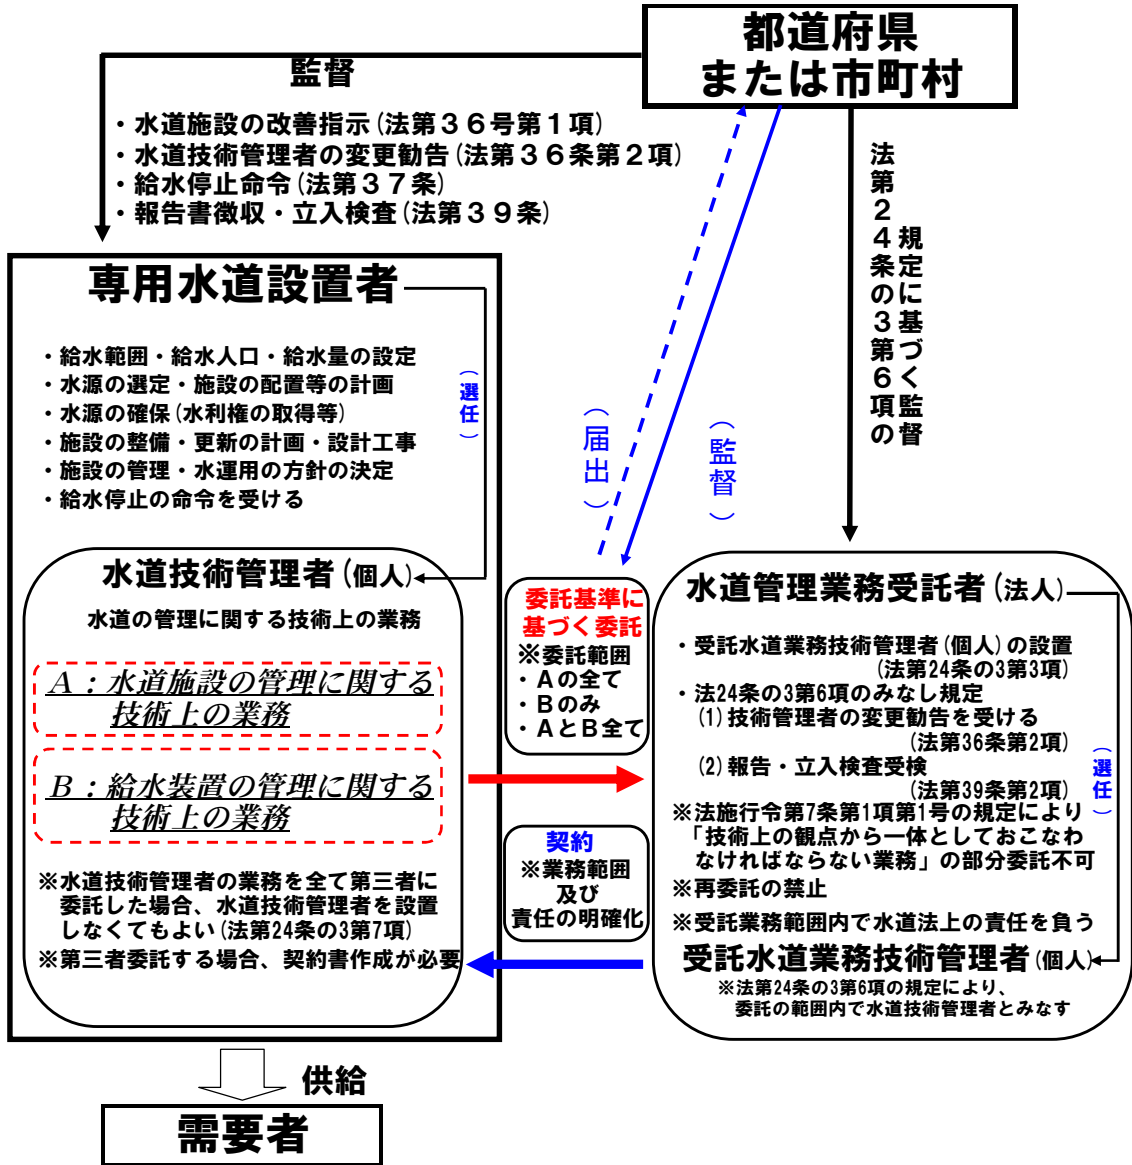 都道府県
または市町村
監督
・水道施設の改善指示(法第３６号第１項)
・水道技術管理者の変更勧告(法第３６条第２項)
・給水停止命令(法第３７条)
・報告書徴収・立入検査(法第３９条)
法第２４条の３第６項の
規定に基づく監督
専用水道設置者
・給水範囲・給水人口・給水量の設定
・水源の選定・施設の配置等の計画
・水源の確保(水利権の取得等)
・施設の整備・更新の計画・設計工事
・施設の管理・水運用の方針の決定
・給水停止の命令を受ける
（選任）
（届出）
（監督）
水道技術管理者(個人)
水道の管理に関する技術上の業務
Ａ：水道施設の管理に関する
技術上の業務
Ｂ：給水装置の管理に関する
技術上の業務
※水道技術管理者の業務を全て第三者に
委託した場合、水道技術管理者を設置
しなくてもよい(法第24条の3第7項)
※第三者委託する場合、契約書作成が必要
委託基準に
基づく委託
※委託範囲
・Ａの全て
・Ｂのみ
・ＡとＢ全て
契約
※業務範囲
及び
責任の明確化
水道管理業務受託者(法人)
・受託水道業務技術管理者(個人)の設置
(法第24条の3第3項)
・法24条の3第6項のみなし規定
(1)技術管理者の変更勧告を受ける
(法第36条第2項)
(2)報告・立入検査受検
(法第39条第2項)
※法施行令第7条第1項第1号の規定により
「技術上の観点から一体としておこなわ
なければならない業務」の部分委託不可
※再委託の禁止
※受託業務範囲内で水道法上の責任を負う
（選任）
受託水道業務技術管理者(個人)
※法第24条の3第6項の規定により、
委託の範囲内で水道技術管理者とみなす
供給
需要者